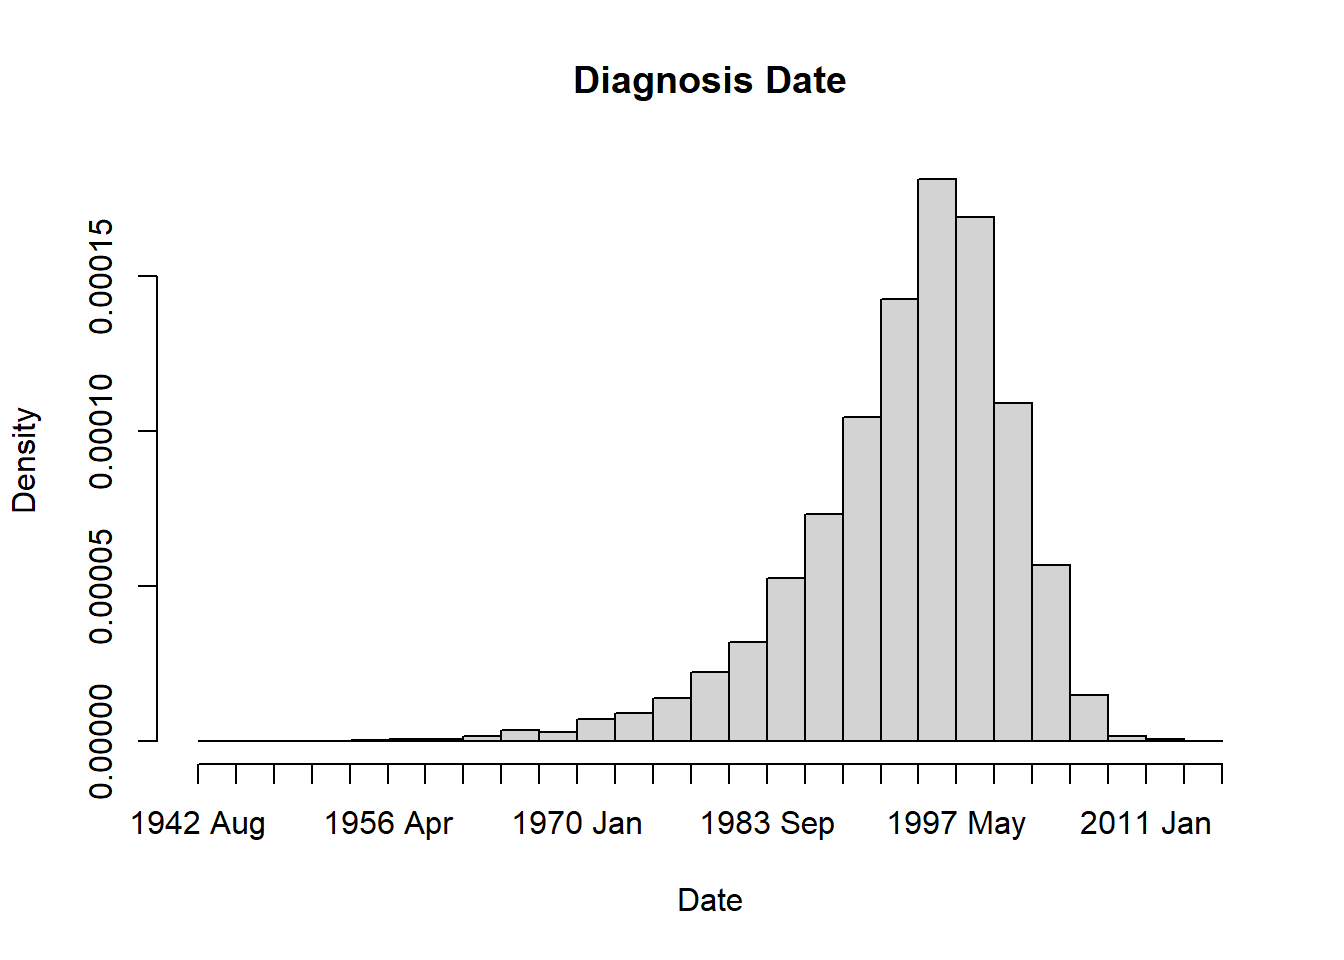 Diagnosis Date
Density
0.00015
0.00010
0.00005
0.00000
1942 Aug 1956 Apr 1970 Jan 1983 Sep 1997 May 2011 Jan
Date